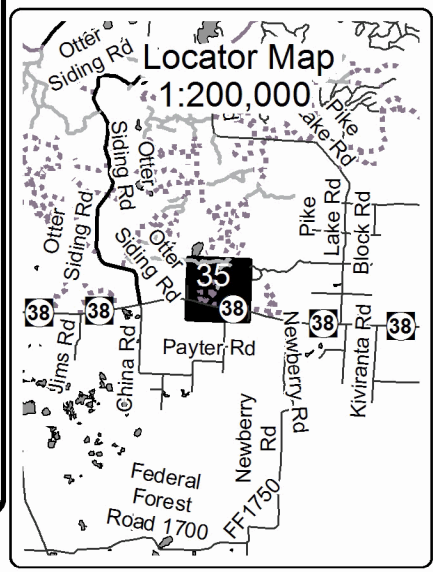 Otter
Siding Rd
Locator Map
1:200,000
Pike
Lake Rd
Otter
Siding Rd
Otter
Siding Rd
Otter
Siding Rd
Pike
Lake Rd
Block Rd
35
38
38
38
38
38
Jims Rd
China Rd
Payter Rd
Newberry Rd
Kiviranta Rd
Newberry
Rd
Federal
Forest
Road 1700
FF1750